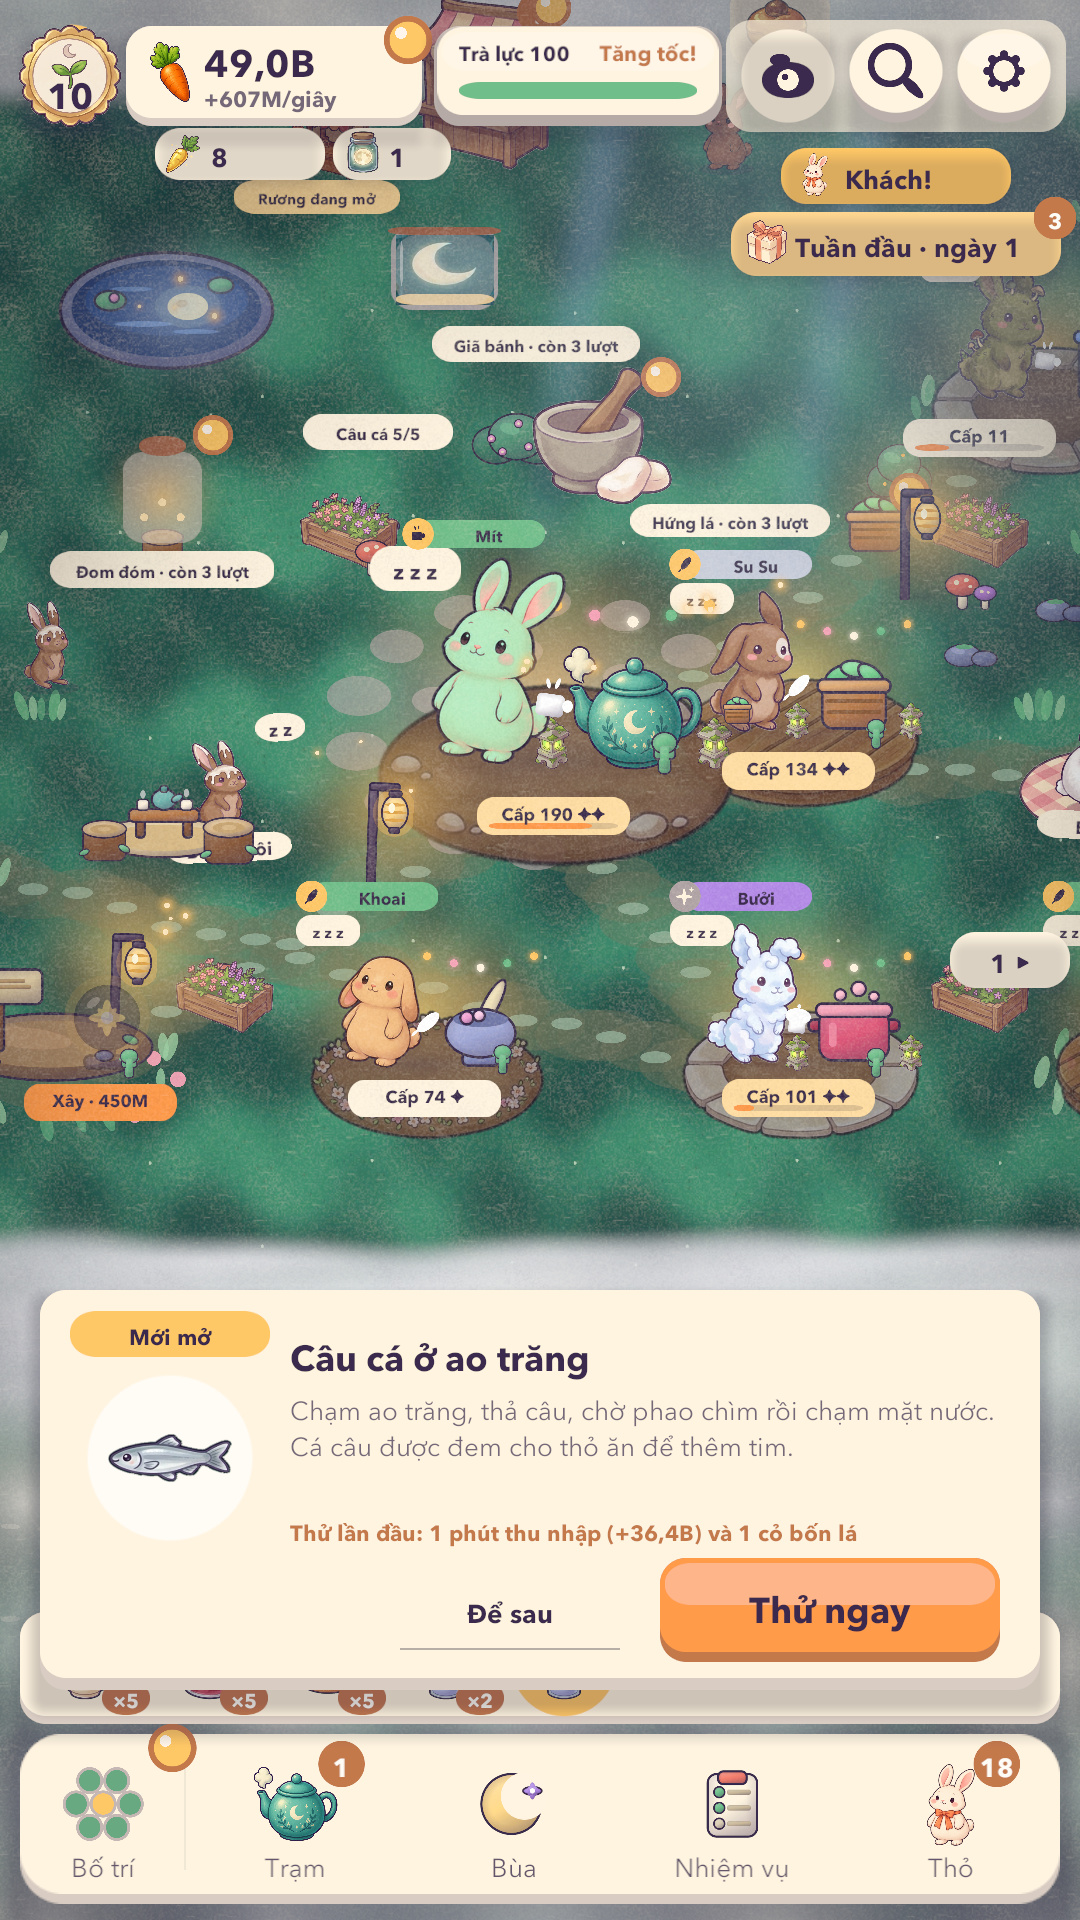 10
49,0B
+607M/giây
Trà lực 100
Tăng tốc!
8
1
Rương đang mở
Khách!
3
Tuần đầu · ngày 1
Giã bánh · còn 3 lượt
Câu cá 5/5
Cấp 11
Hứng lá · còn 3 lượt
Mít
z z z
Đom đóm · còn 3 lượt
Su Su
z z z
z z
Cấp 134
Cấp 190
ôi
Khoai
z z z
Bưởi
z z z
z z
1
Xây · 450M
Cấp 74
Cấp 101
Mới mở
Câu cá ở ao trăng
Chạm ao trăng, thả câu, chờ phao chìm rồi chạm mặt nước.
Cá câu được đem cho thỏ ăn để thêm tim.
Thử lần đầu: 1 phút thu nhập (+36,4B) và 1 cỏ bốn lá
Để sau
Thử ngay
×5
×5
×5
×2
1
18
Bố trí
Trạm
Bùa
Nhiệm vụ
Thỏ